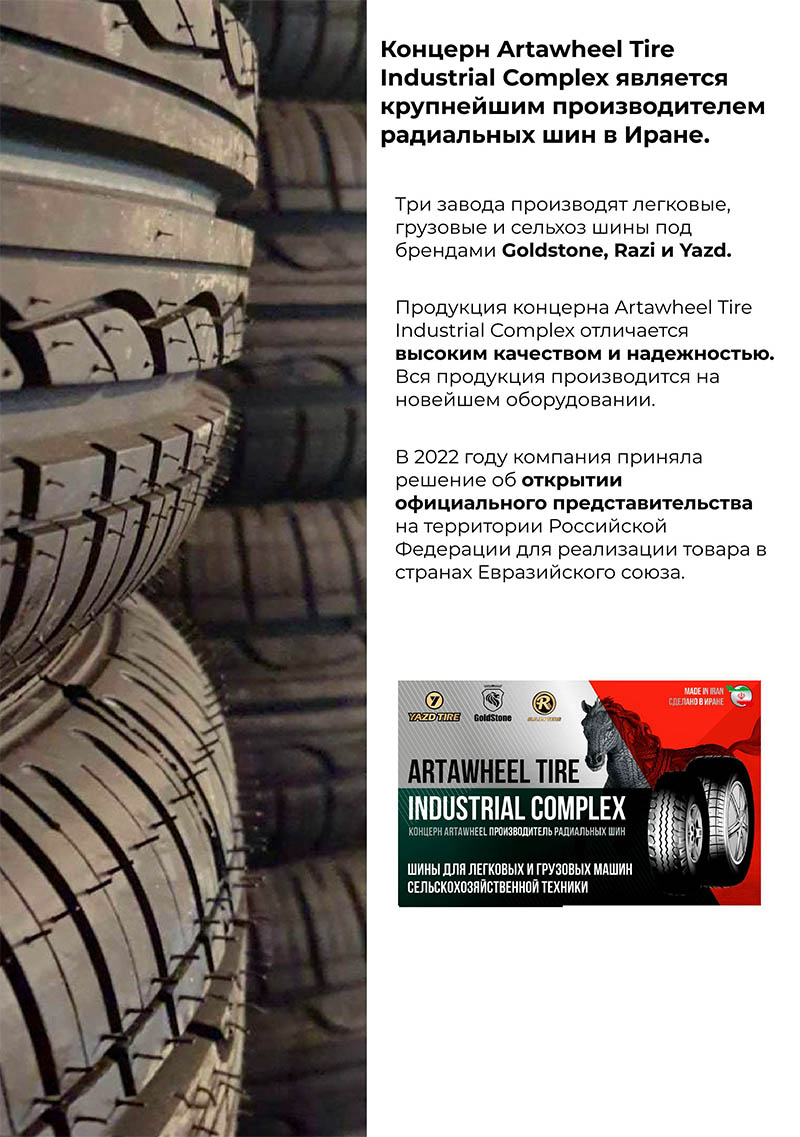 Концерн Artawheel Tire
Industrial Complex является
крупнейшим производителем
радиальных шин в Иране.
Три завода производят легковые,
грузовые и сельхоз шины под
брендами Goldstone, Razi и Yazd.
Продукция концерна Artawheel Tire
Industrial Complex отличается
высоким качеством и надежностью.
Вся продукция производится на
новейшем оборудовании.
В 2022 году компания приняла
решение об открытии
официального представительства
на территории Российской
Федерации для реализации товара в
странах Евразийского союза.
YAZD TIRE
GoldStone
MADE IN IRAN
СДЕЛАНО В ИРАНЕ
ARTAWHEEL TIRE
INDUSTRIAL COMPLEX
КОНЦЕРН ARTAWHEEL ПРОИЗВОДИТЕЛЬ РАДИАЛЬНЫХ ШИН
ШИНЫ ДЛЯ ЛЕГКОВЫХ И ГРУЗОВЫХ МАШИН
СЕЛЬСКОХОЗЯЙСТВЕННОЙ ТЕХНИКИ